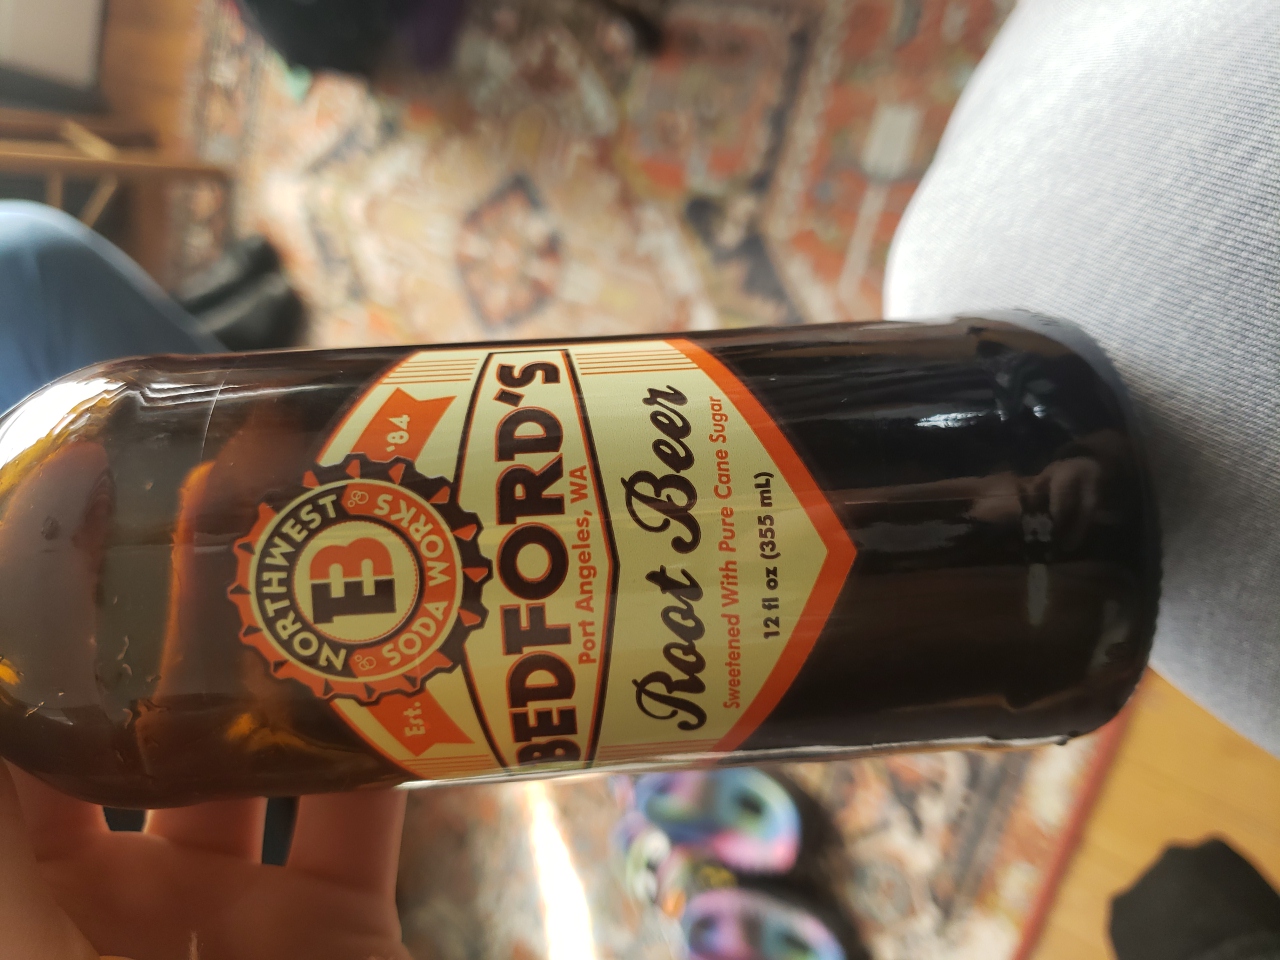 NORTHWEST
B
SODA WORKS
Est. '84
BEDFORD'S
Port Angeles, WA
Root Beer
Sweetened With Pure Cane Sugar
12 fl oz (355 mL)